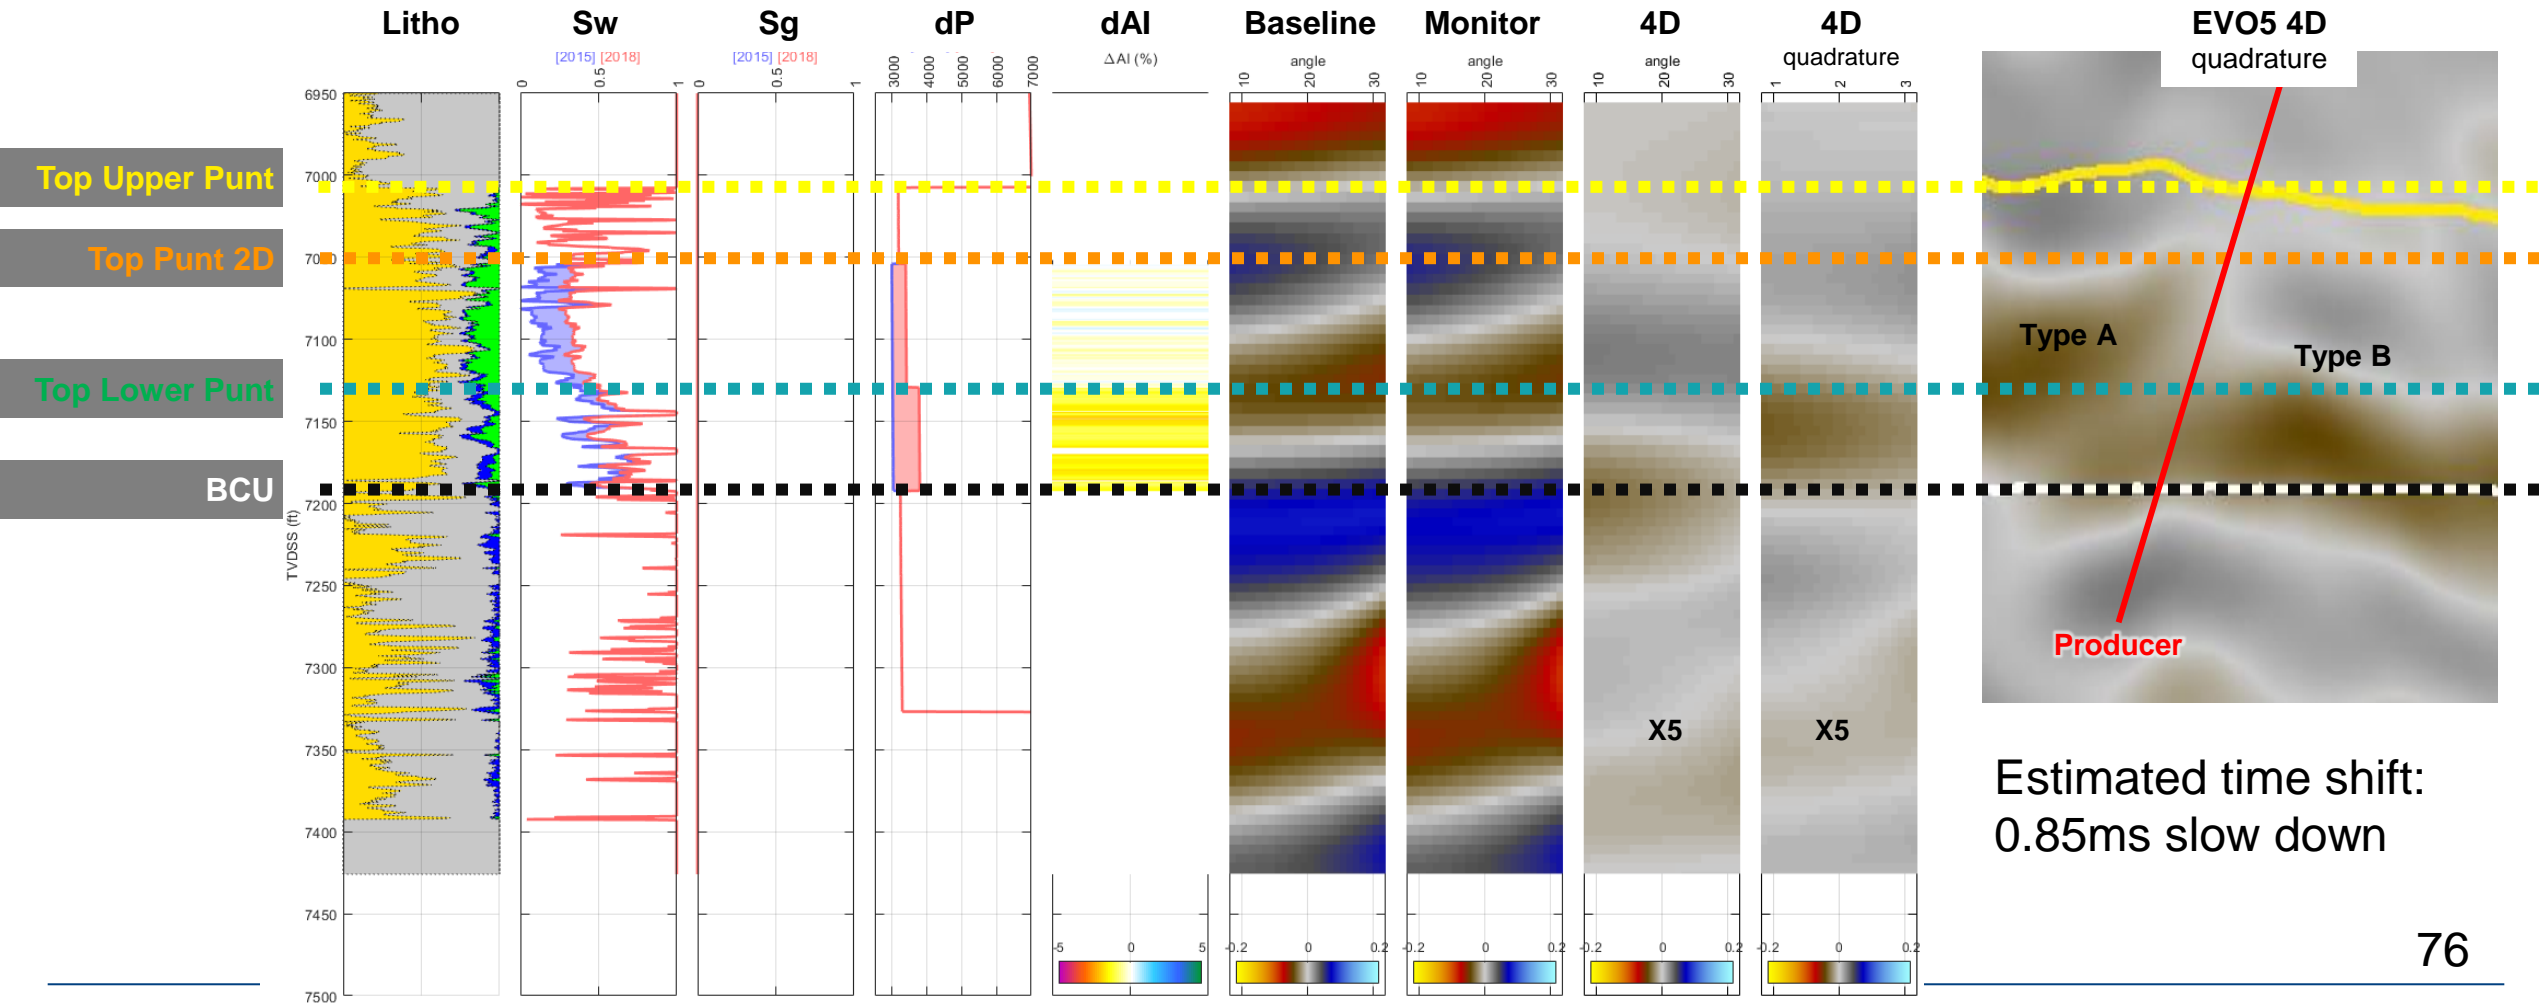 Litho
Sw
Sg
dP
dAI
Baseline
Monitor
4D
4D
EVO5 4D
[2015] [2018]
[2015] [2018]
ΔAI (%)
angle
angle
angle
quadrature
quadrature
0 0.5 1
0 0.5 1
3000 4000 5000 6000 7000
10 20 30
10 20 30
10 20 30
1 2 3
6950
7000
7100
7150
7200
7250
7300
7350
7400
7450
7500
TVDSS (ft)
Top Upper Punt
Top Punt 2D
Top Lower Punt
BCU
Type A
Type B
Producer
X5
X5
Estimated time shift:
0.85ms slow down
-5 0 5
-0.2 0 0.2
-0.2 0 0.2
-0.2 0 0.2
-0.2 0 0.2
76